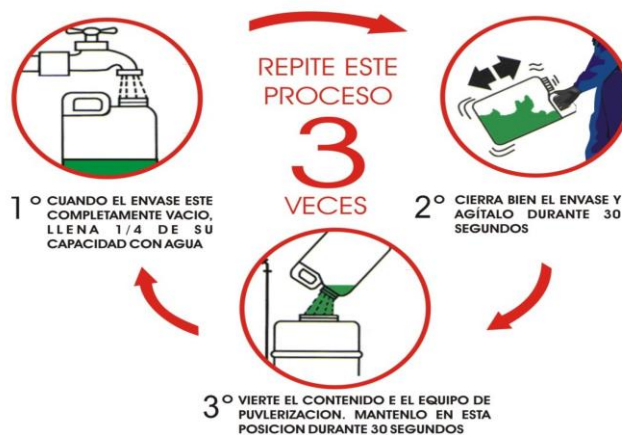 REPITE ESTE
PROCESO
3
VECES
1º CUANDO EL ENVASE ESTE
COMPLETAMENTE VACIO,
LLENA 1/4 DE SU
CAPACIDAD CON AGUA
2º CIERRA BIEN EL ENVASE Y
AGÍTALO DURANTE 30
SEGUNDOS
3º VIERTE EL CONTENIDO E EL EQUIPO DE
PUVLERIZACION. MANTENLO EN ESTA
POSICION DURANTE 30 SEGUNDOS